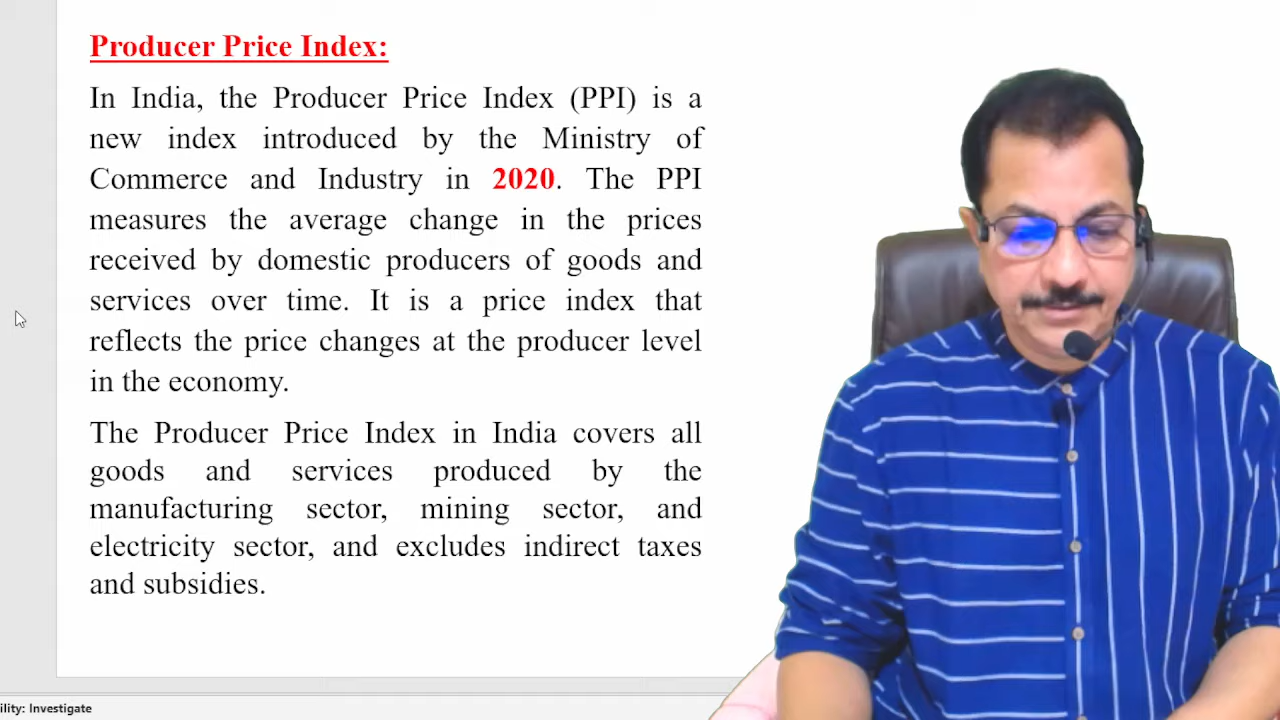 Producer Price Index:
In India, the Producer Price Index (PPI) is a
new index introduced by the Ministry of
Commerce and Industry in 2020. The PPI
measures the average change in the prices
received by domestic producers of goods and
services over time. It is a price index that
reflects the price changes at the producer level
in the economy.
The Producer Price Index in India covers all
goods and services produced by the
manufacturing sector, mining sector, and
electricity sector, and excludes indirect taxes
and subsidies.
ility: Investigate